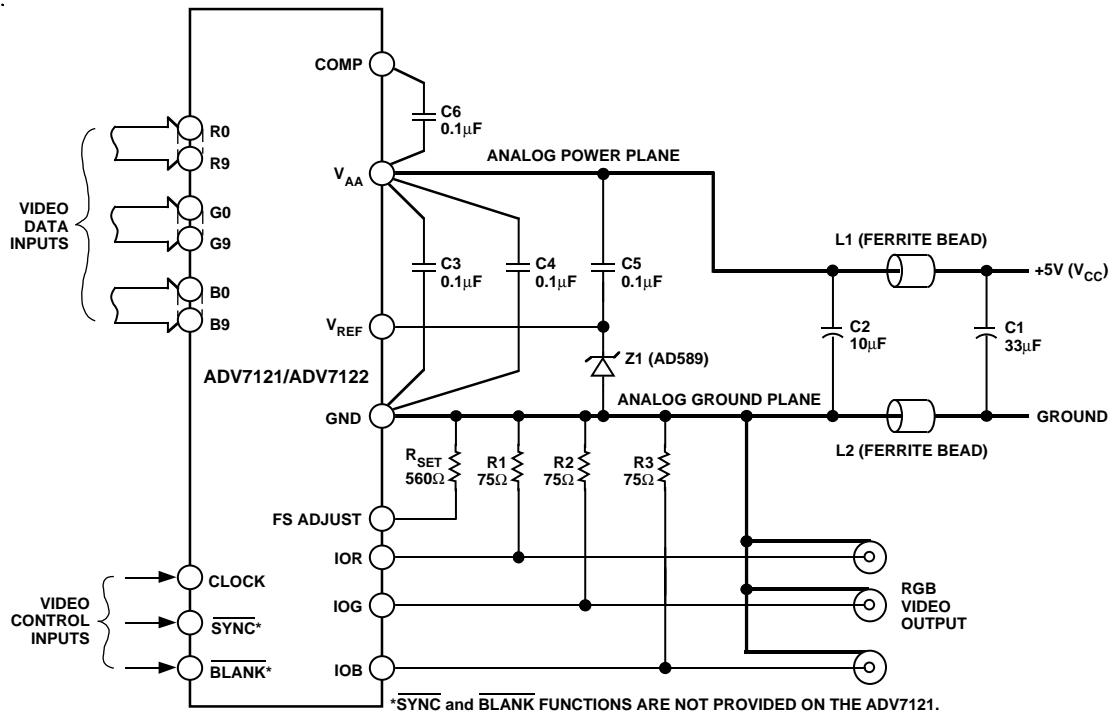 COMP
C6
0.1μF
R0
R9
ANALOG POWER PLANE
VAA
VIDEO
DATA
INPUTS
G0
G9
L1 (FERRITE BEAD)
C3
0.1μF
C4
0.1μF
C5
0.1μF
+5V (VCC)
B0
B9
VREF
C2
10μF
C1
33μF
Z1 (AD589)
ADV7121/ADV7122
ANALOG GROUND PLANE
GND
GROUND
L2 (FERRITE BEAD)
RSET
560Ω
R1
75Ω
R2
75Ω
R3
75Ω
FS ADJUST
IOR
CLOCK
VIDEO
CONTROL
INPUTS
SYNC*
BLANK*
IOG
RGB
VIDEO
OUTPUT
IOB
*SYNC and BLANK FUNCTIONS ARE NOT PROVIDED ON THE ADV7121.